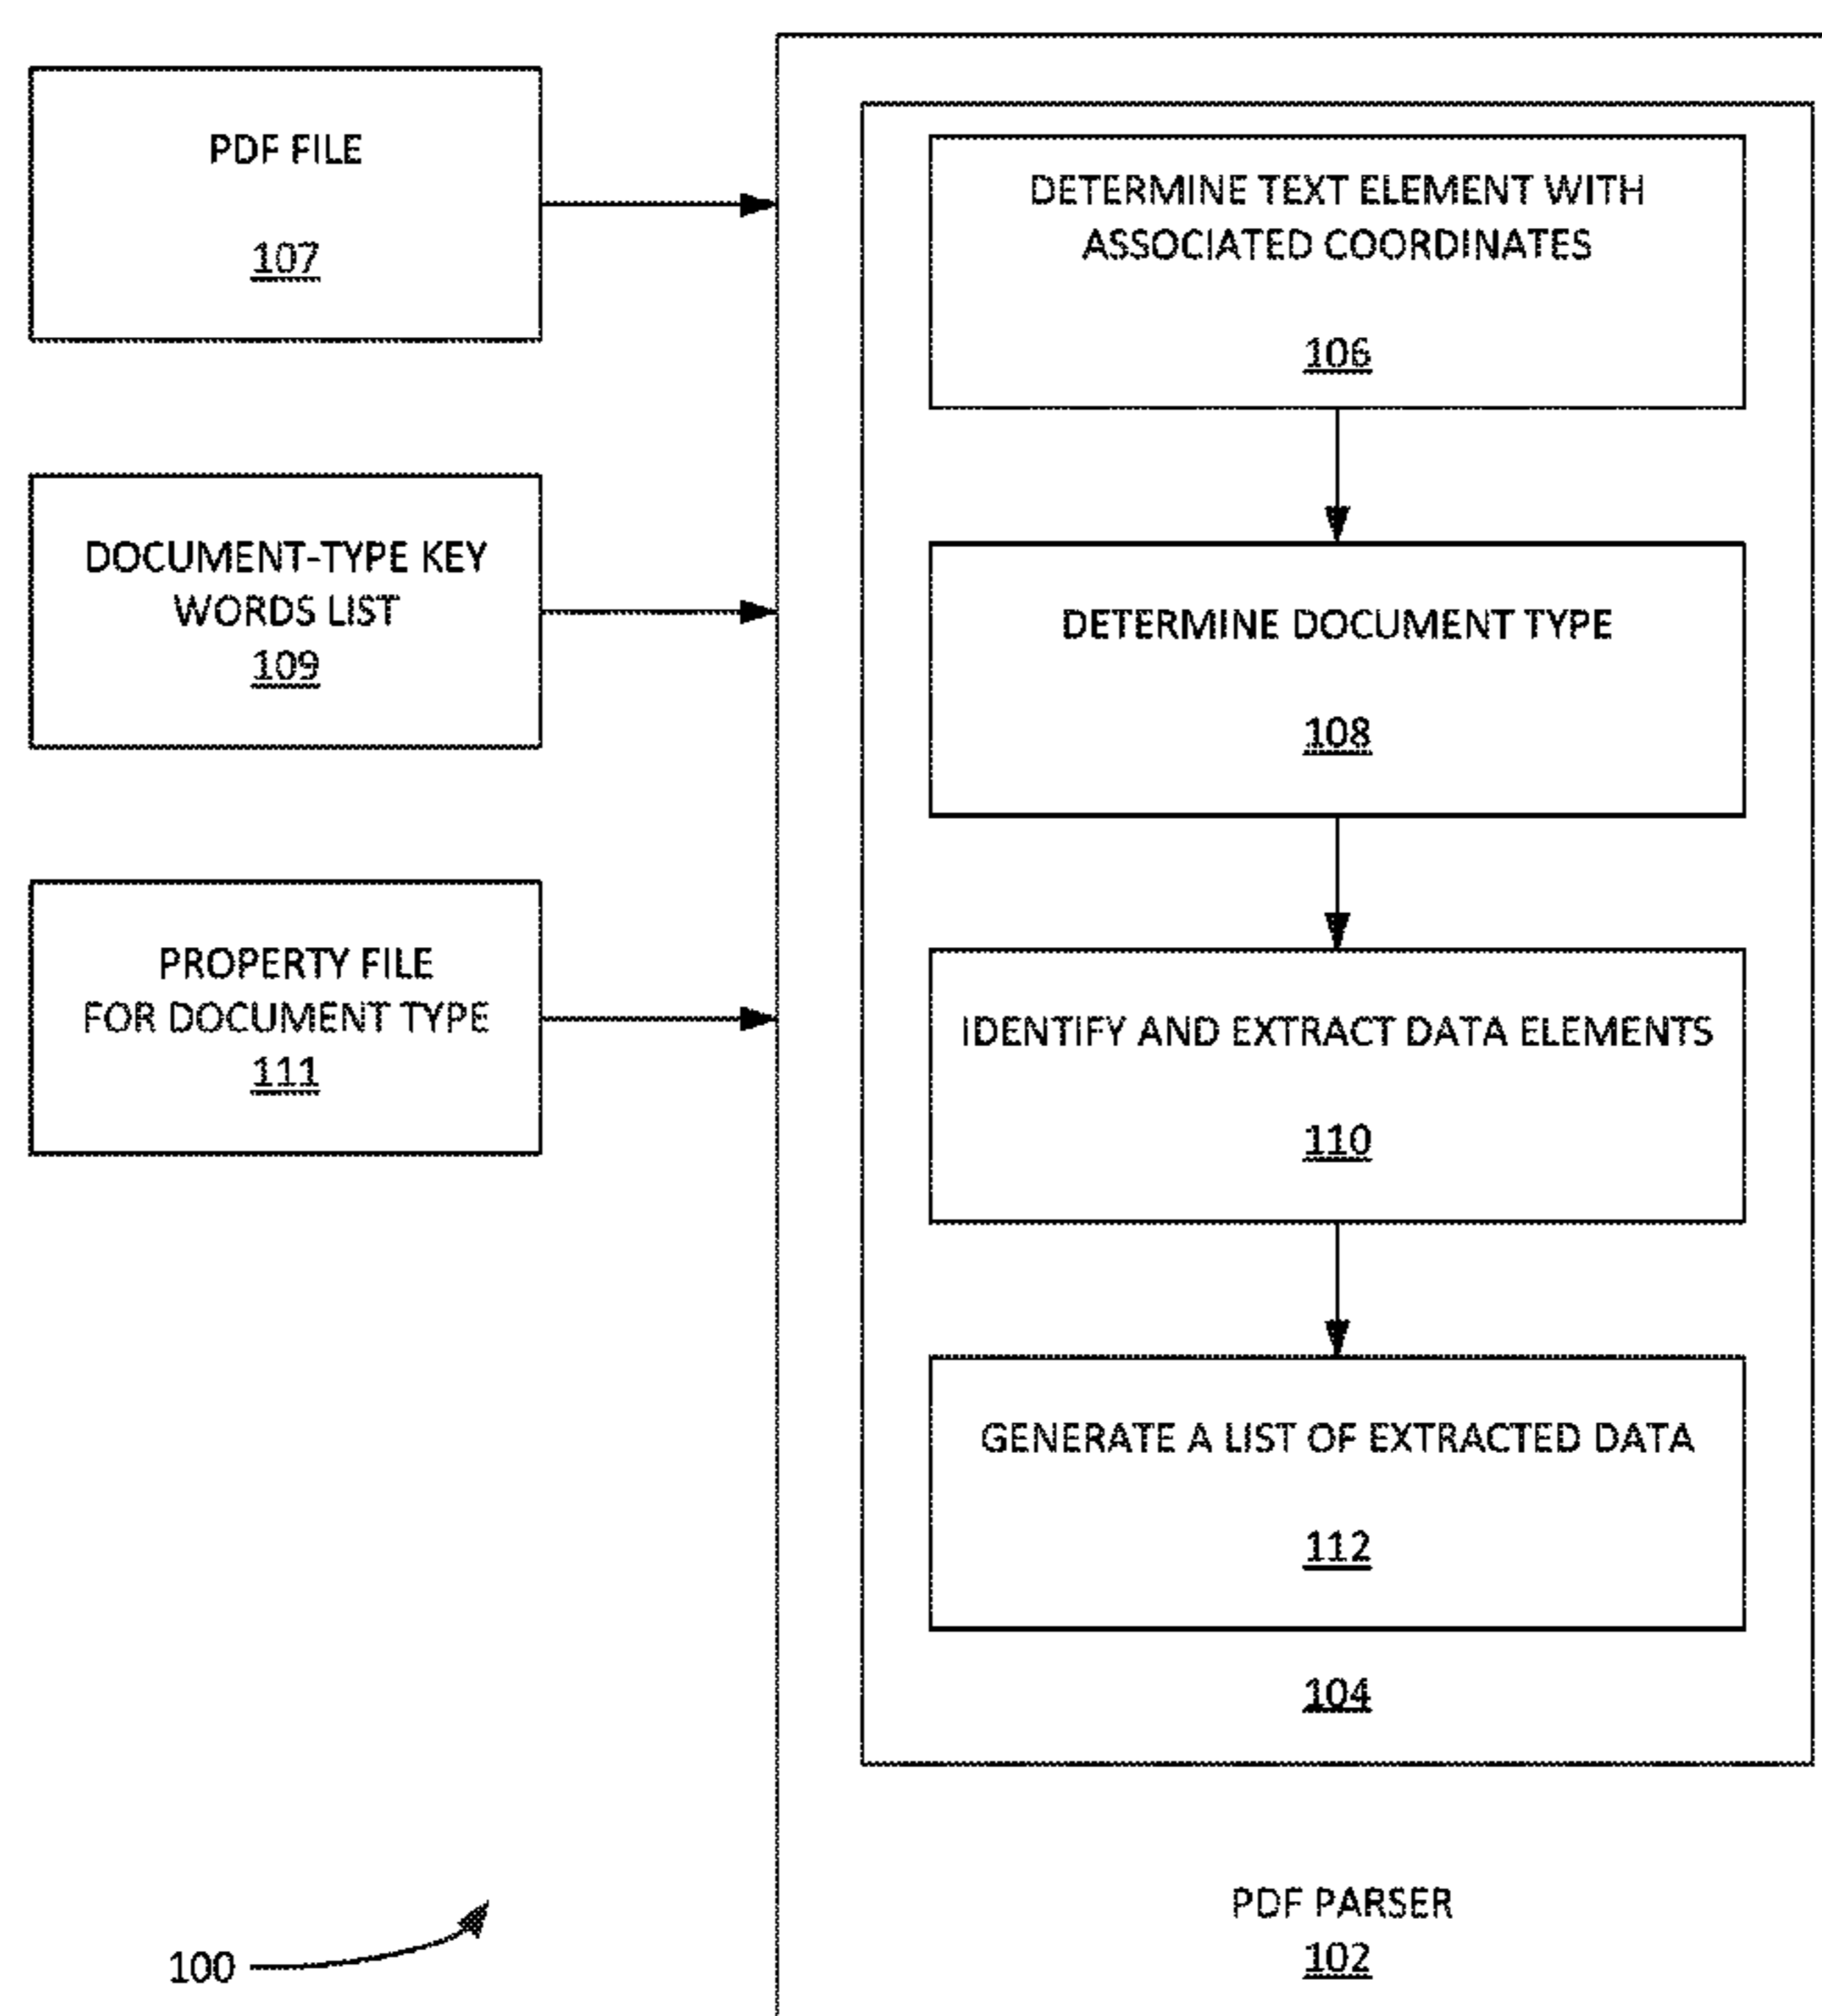 PDF FILE
107
DOCUMENT-TYPE KEY
WORDS LIST
109
PROPERTY FILE
FOR DOCUMENT TYPE
111
DETERMINE TEXT ELEMENT WITH
ASSOCIATED COORDINATES
106
DETERMINE DOCUMENT TYPE
108
IDENTIFY AND EXTRACT DATA ELEMENTS
110
GENERATE A LIST OF EXTRACTED DATA
112
104
PDF PARSER
102
100